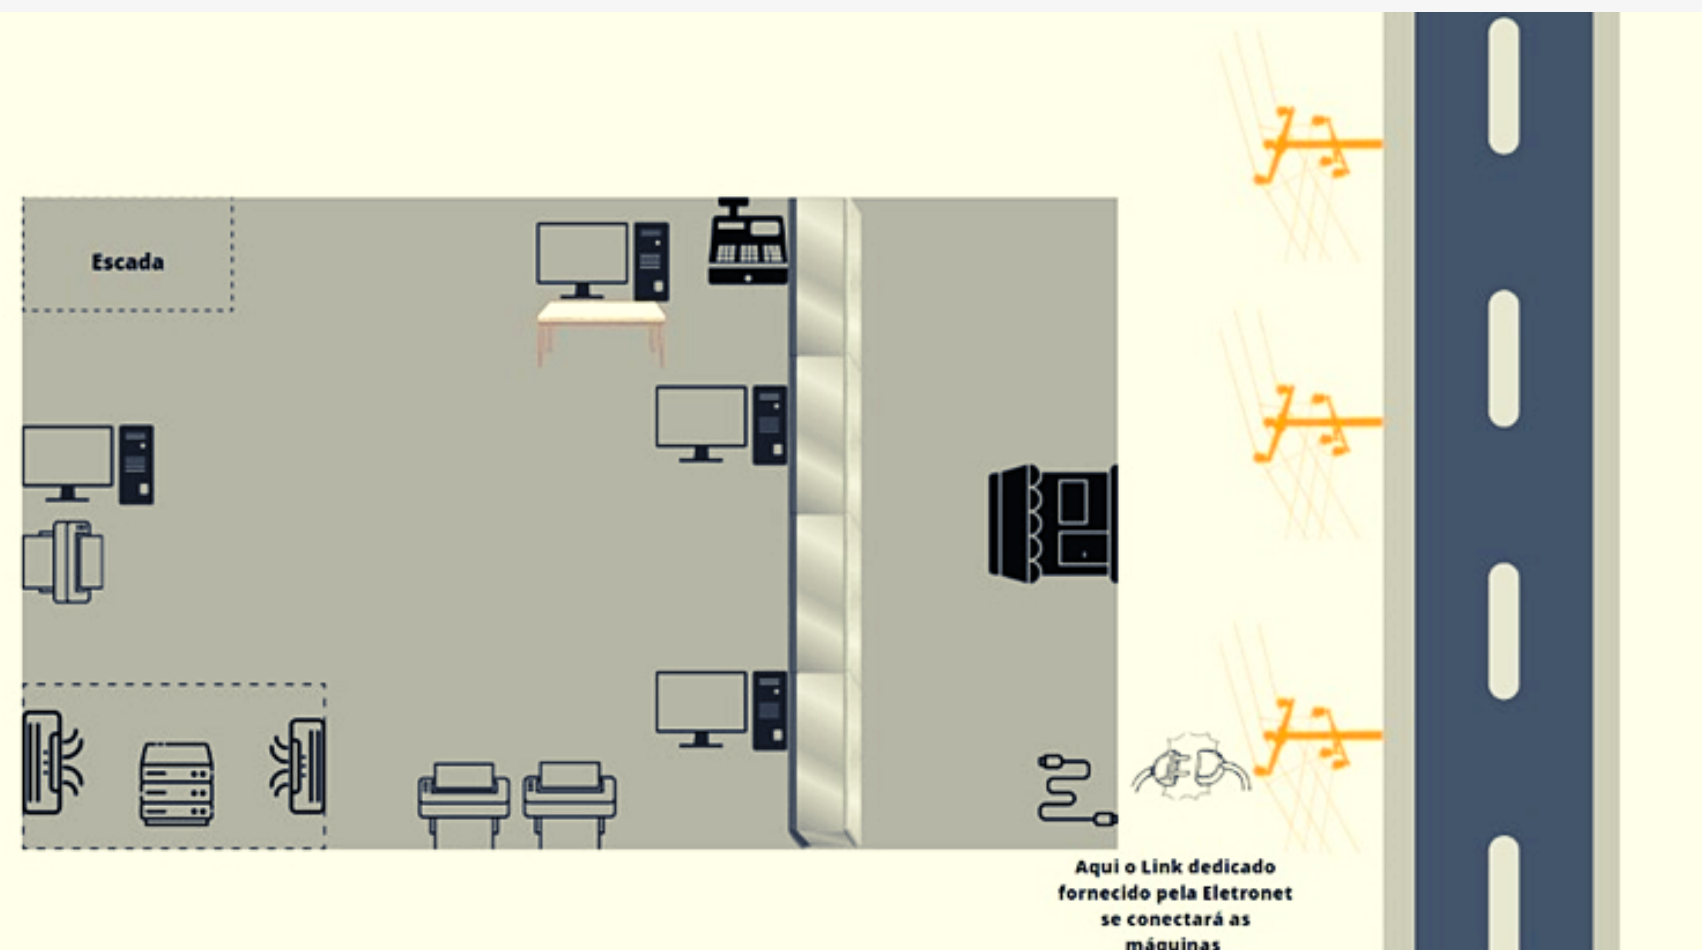 Escada
Aqui o Link dedicado
fornecido pela Eletronet
se conectará as
máquinas